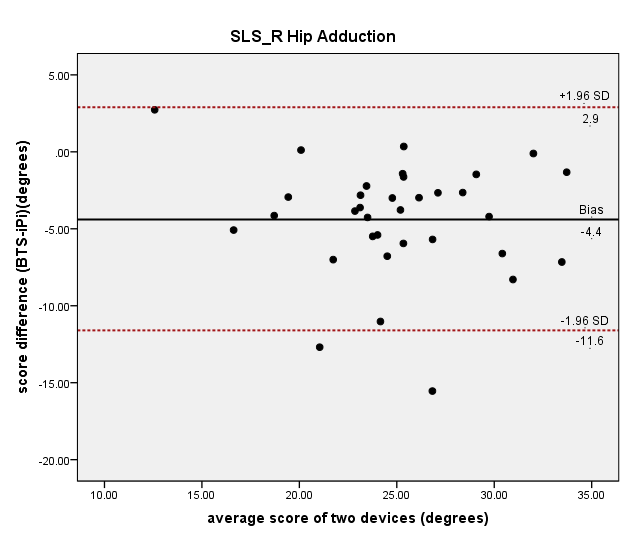 SLS_R Hip Adduction
score difference (BTS-iPi)(degrees)
5.00
.00
-5.00
-10.00
-15.00
-20.00
+1.96 SD
2.9
Bias
-4.4
-1.96 SD
-11.6
10.00 15.00 20.00 25.00 30.00 35.00
average score of two devices (degrees)